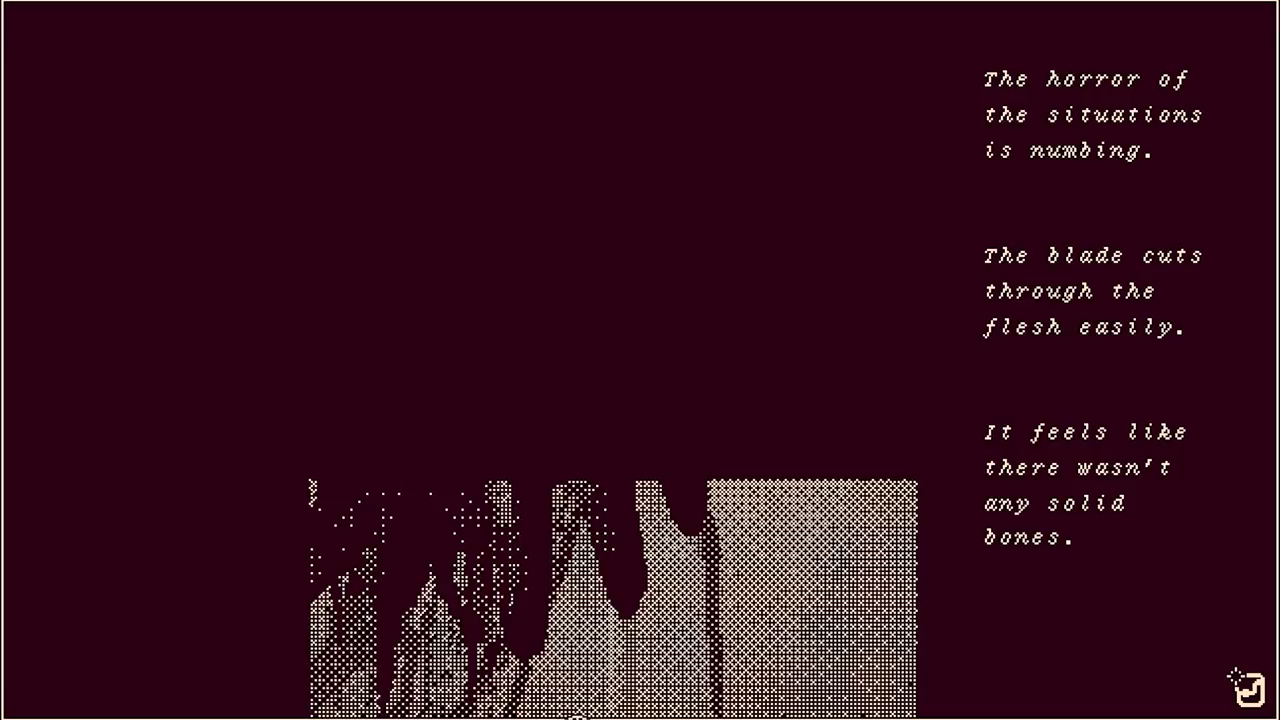 The horror of
the situations
is numbing.
The blade cuts
through the
flesh easily.
It feels like
there wasn't
any solid
bones.